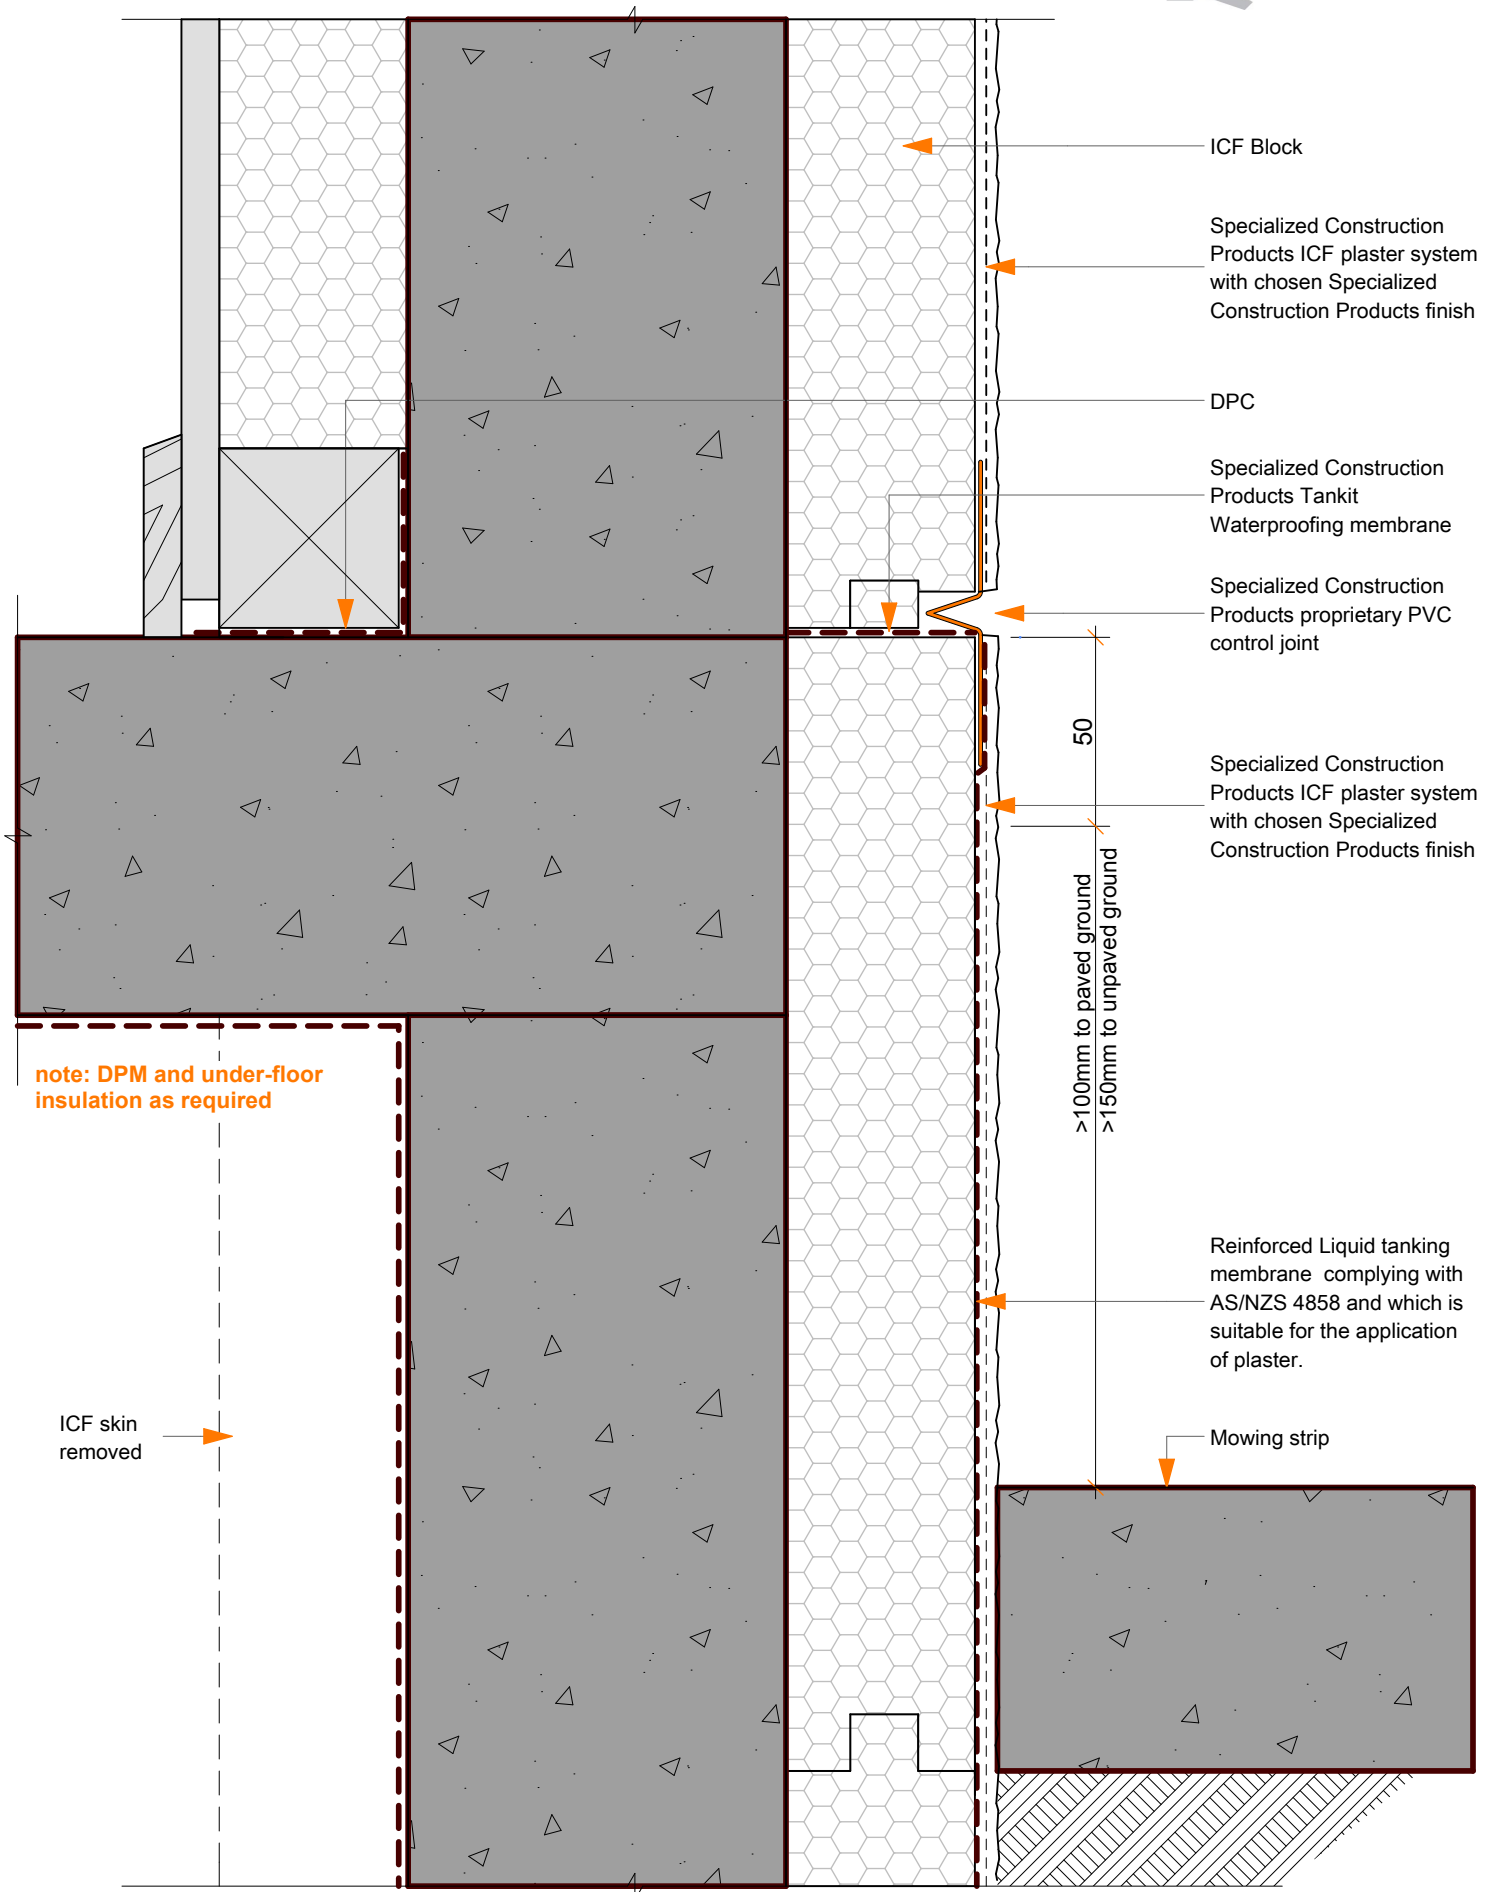 ICF Block
Specialized Construction
Products ICF plaster system
with chosen Specialized
Construction Products finish
DPC
Specialized Construction
Products Tankit
Waterproofing membrane
Specialized Construction
Products proprietary PVC
control joint
50
Specialized Construction
Products ICF plaster system
with chosen Specialized
Construction Products finish
>100mm to paved ground
>150mm to unpaved ground
note: DPM and under-floor
insulation as required
Reinforced Liquid tanking
membrane complying with
AS/NZS 4858 and which is
suitable for the application
of plaster.
ICF skin
removed
Mowing strip